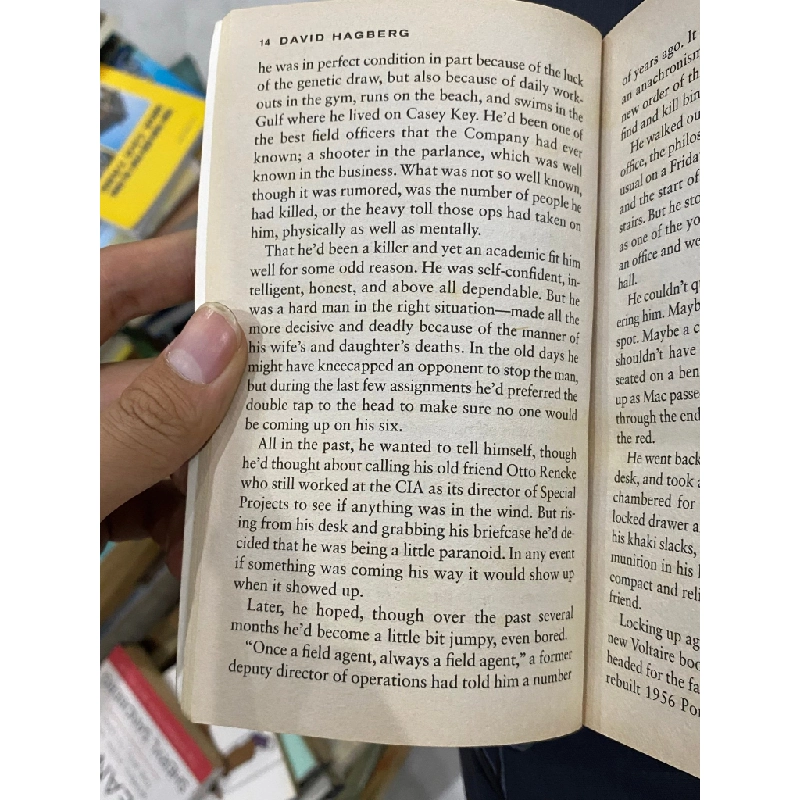 14 DAVID HAGBERG
he was in perfect condition in part because of the luck
of the genetic draw, but also because of daily work-
outs in the gym, runs on the beach, and swims in the
Gulf where he lived on Casey Key. He'd been one of
the best field officers that the Company had ever
known; a shooter in the parlance, which was well
known in the business. What was not so well known,
though it was rumored, was the number of people he
had killed, or the heavy toll those ops had taken on
him, physically as well as mentally.
That he'd been a killer and yet an academic fit him
well for some odd reason. He was self-confident, in-
telligent, honest, and above all dependable. But he
was a hard man in the right situation—made all the
more decisive and deadly because of the manner of
his wife's and daughter's deaths. In the old days he
might have kneecapped an opponent to stop the man,
but during the last few assignments he'd preferred the
double tap to the head to make sure no one would
be coming up on his six.
All in the past, he wanted to tell himself, though
he'd thought about calling his old friend Otto Rencke
who still worked at the CIA as its director of Special
Projects to see if anything was in the wind. But ris-
ing from his desk and grabbing his briefcase he'd de-
cided that he was being a little paranoid. In any event
if something was coming his way it would show up
when it showed up.
Later, he hoped, though over the past several
months he'd become a little bit jumpy, even bored.
"Once a field agent, always a field agent," a former
deputy director of operations had told him a number
of years ago. It
an anachronism
new order of th
find and kill bin
He walked ou
office, the philos
usual on a Frida
and the start of
stairs. But he sto
as one of the yo
an office and we
hall.
He couldn't q
ering him. Mayb
spot. Maybe a c
shouldn't have
seated on a ben
up as Mac passe
through the end
the red.
He went back
desk, and took a
chambered for
locked drawer a
his khaki slacks,
munition in his
compact and reli
friend.
Locking up ag
new Voltaire boo
headed for the fa
rebuilt 1956 Por